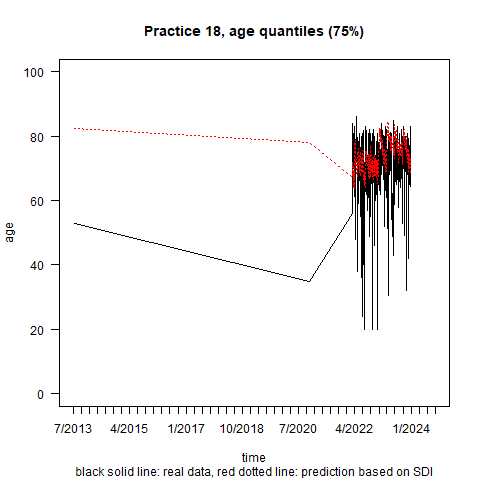 Practice 18, age quantiles (75%)
100
80
60
40
20
0
age
7/2013 4/2015 1/2017 10/2018 7/2020 4/2022 1/2024
time
black solid line: real data, red dotted line: prediction based on SDI